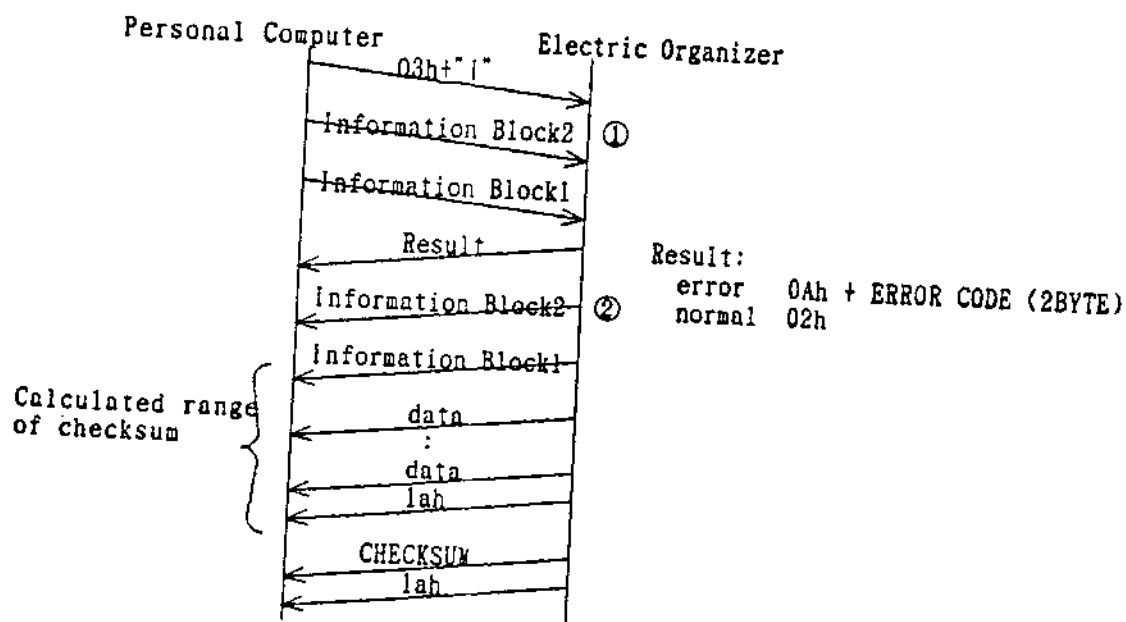 Personal Computer
Electric Organizer
03h+"I"
Information Block2 ①
Information Block1
Result
Result:
error 0Ah + ERROR CODE (2BYTE)
normal 02h
Information Block2 ②
Information Block1
Calculated range
of checksum
data
:
data
1ah
CHECKSUM
1ah